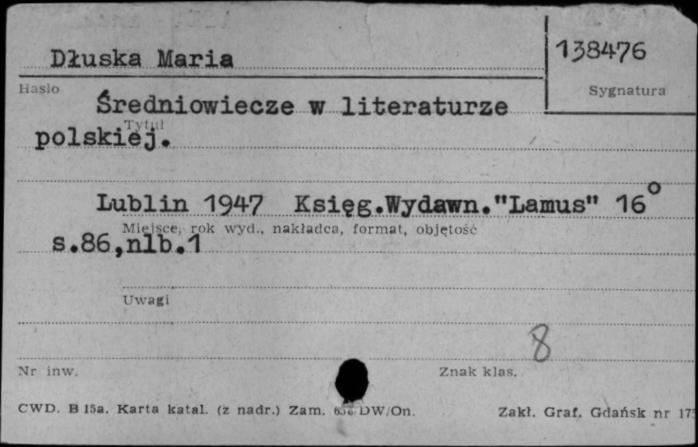 Dłuska Maria
138476
Hasło
Sygnatura
Średniowiecze w literaturze
Tytuł
polskiej.
Lublin 1947 Księg.Wydawn."Lamus" 16°
Miejsce, rok wyd., nakładca, format, objętość
s.86,nlb.1
Uwagi
8
Nr inw.
Znak klas.
CWD. B 15a. Karta katal. (z nadr.) Zam. DW/On.
Zakł. Graf. Gdańsk nr 175